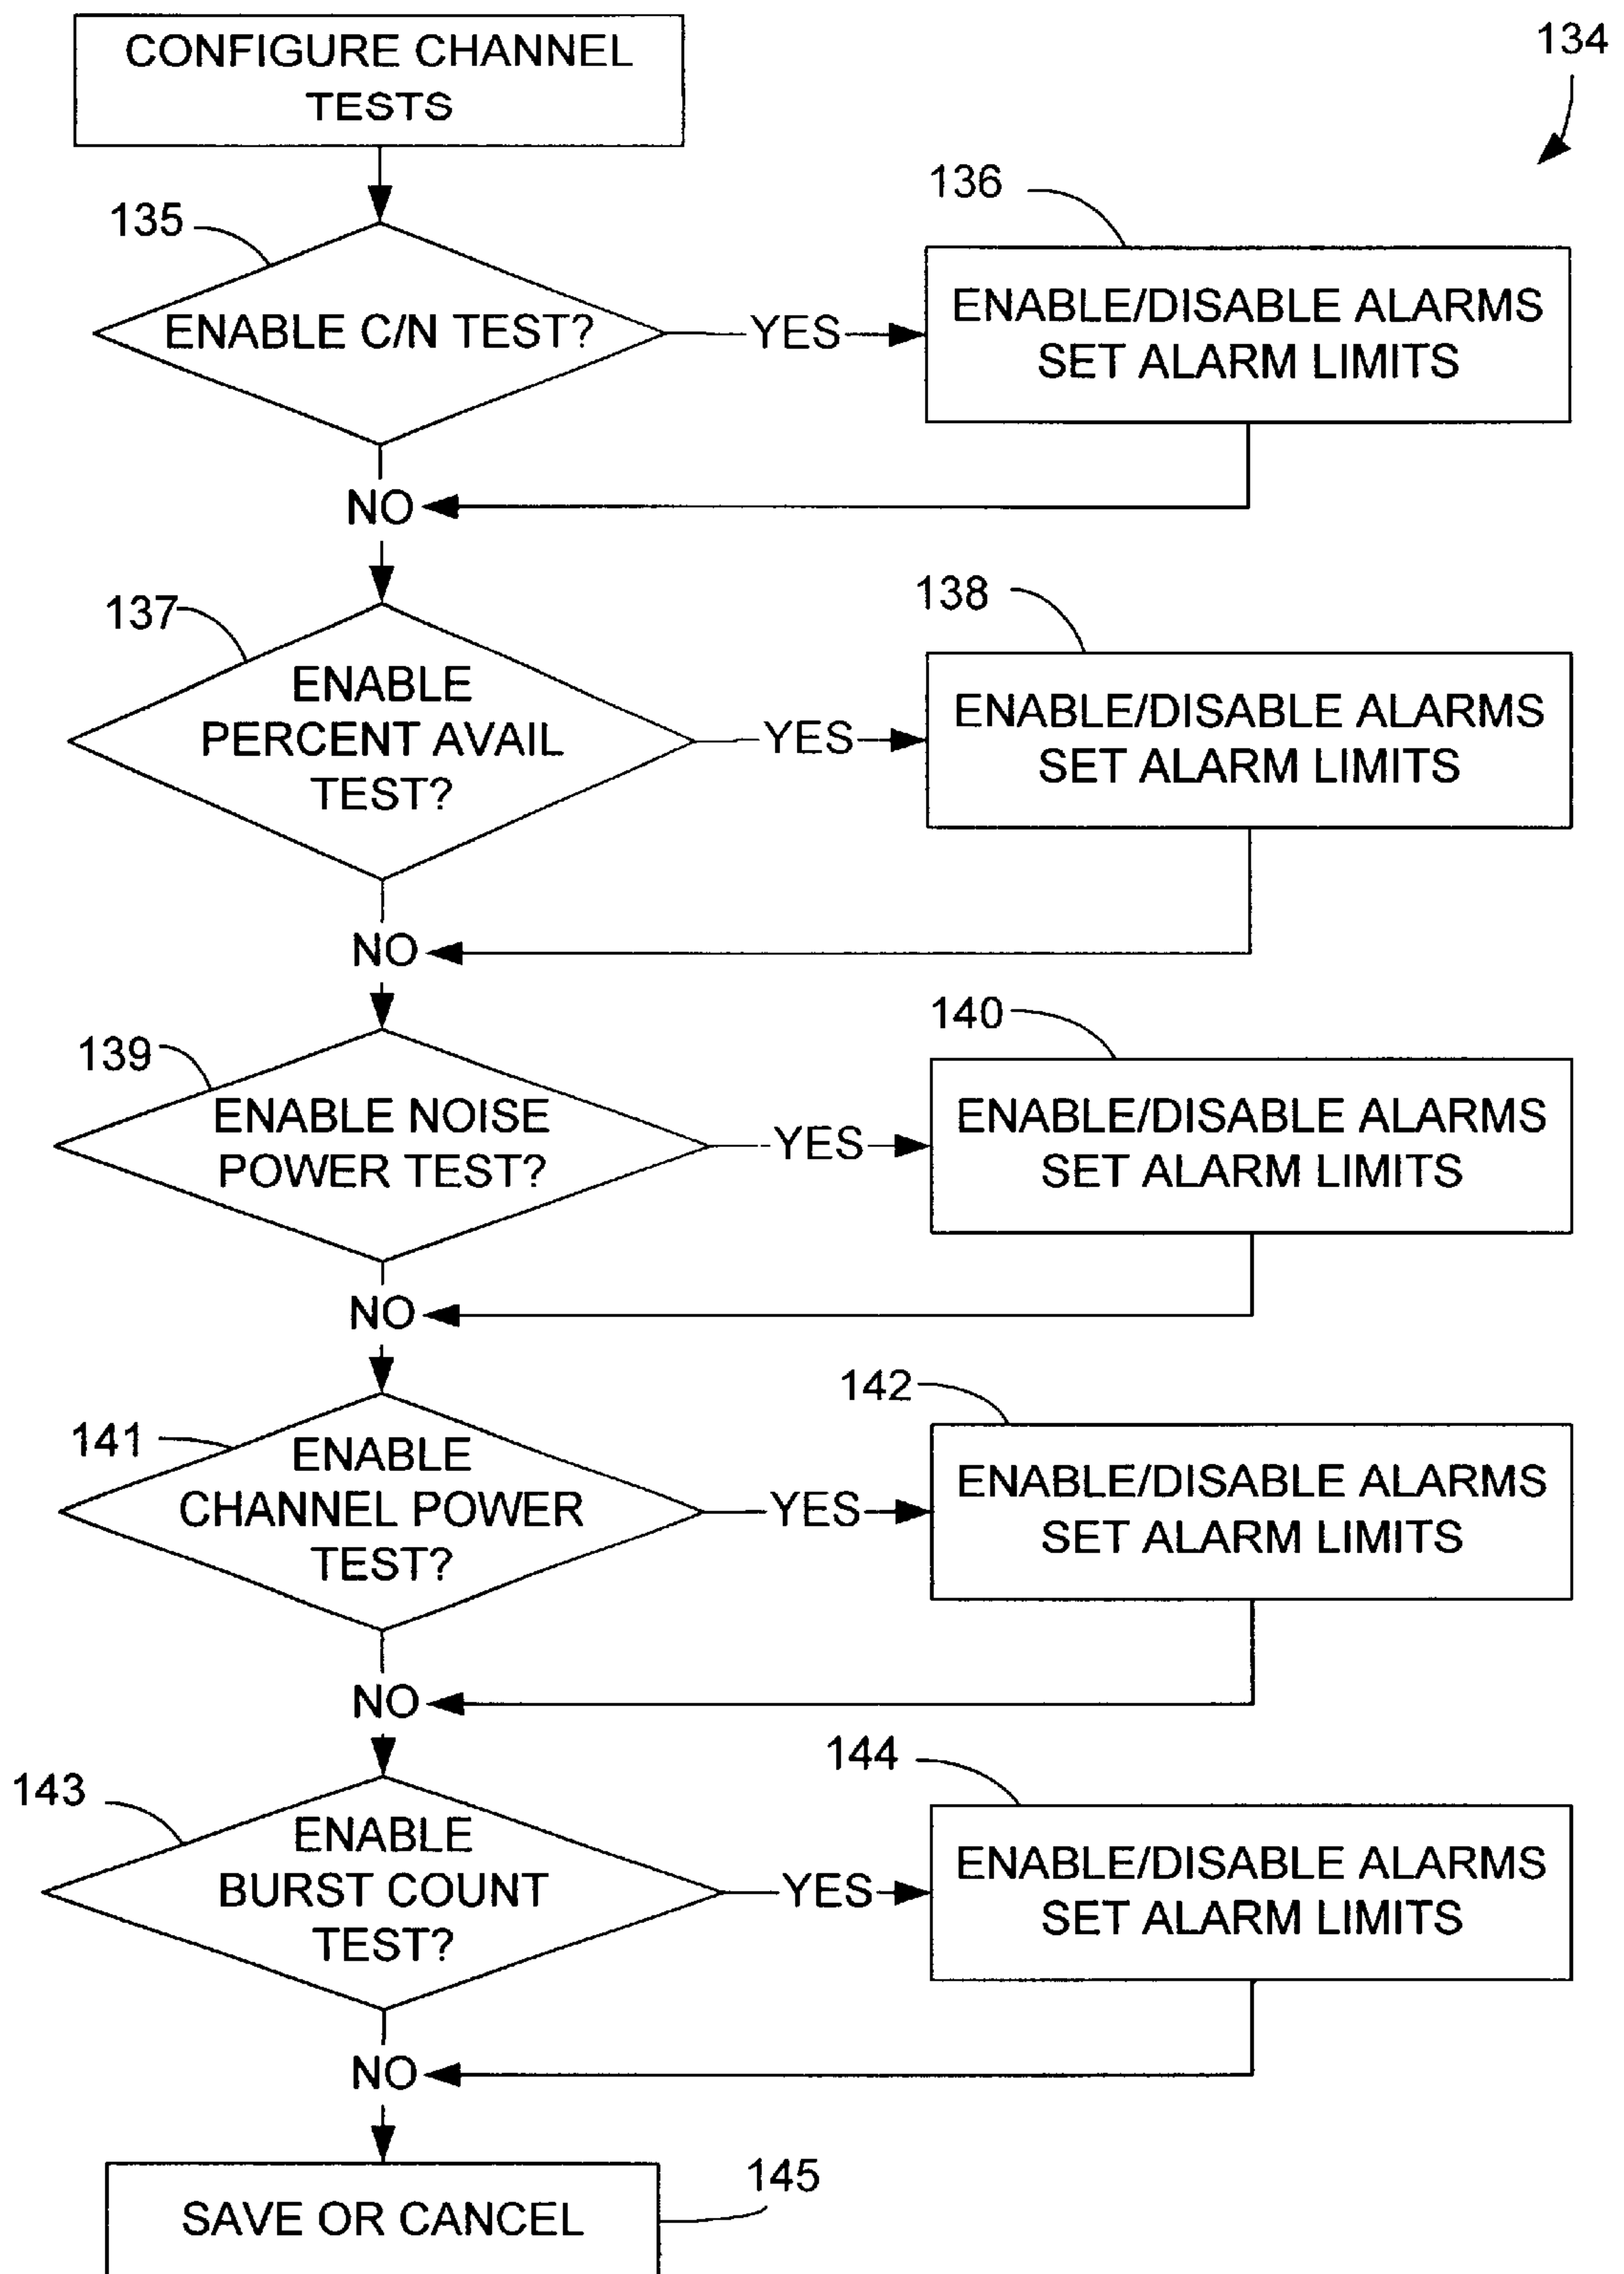 CONFIGURE CHANNEL
TESTS
134
135
ENABLE C/N TEST?
YES
136
ENABLE/DISABLE ALARMS
SET ALARM LIMITS
NO
137
ENABLE
PERCENT AVAIL
TEST?
YES
138
ENABLE/DISABLE ALARMS
SET ALARM LIMITS
NO
139
ENABLE NOISE
POWER TEST?
YES
140
ENABLE/DISABLE ALARMS
SET ALARM LIMITS
NO
141
ENABLE
CHANNEL POWER
TEST?
YES
142
ENABLE/DISABLE ALARMS
SET ALARM LIMITS
NO
143
ENABLE
BURST COUNT
TEST?
YES
144
ENABLE/DISABLE ALARMS
SET ALARM LIMITS
NO
145
SAVE OR CANCEL